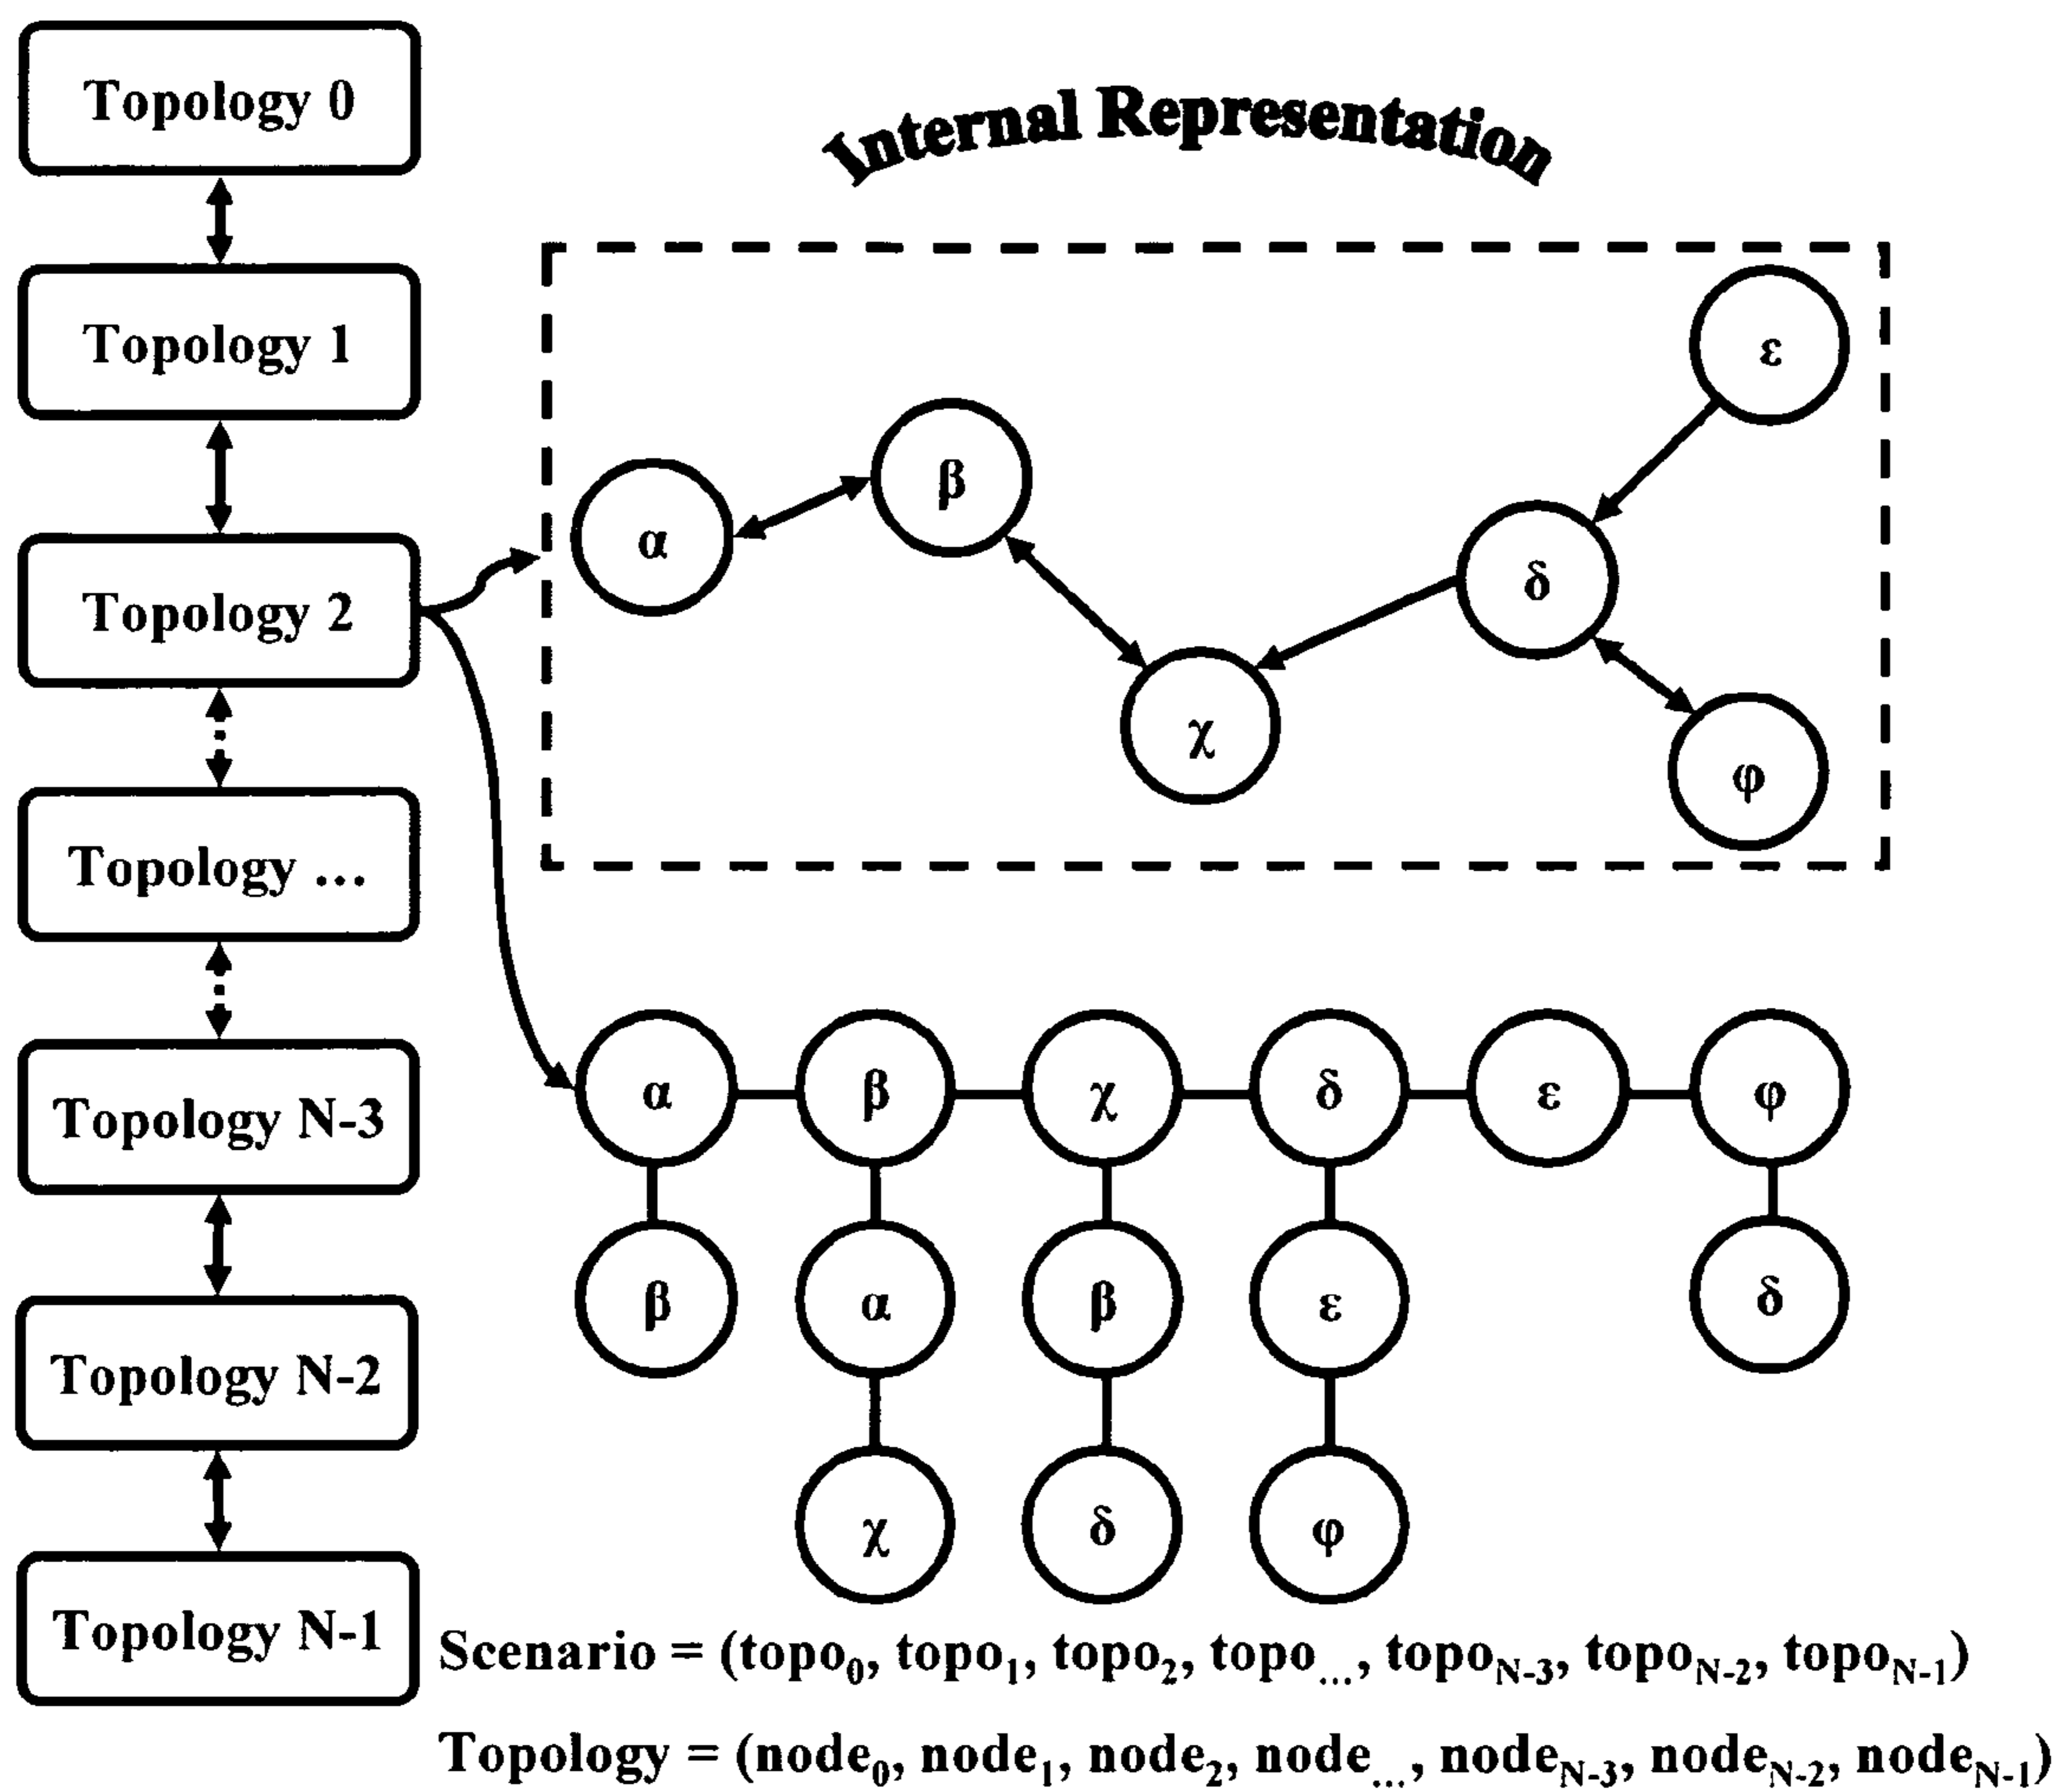 Topology 0
Topology 1
Topology 2
Topology ...
Topology N-3
Topology N-2
Topology N-1
Internal Representation
ε
β
α
δ
χ
φ
α β χ δ ε φ
β α β ε δ
χ δ φ
Scenario = (topo0, topo1, topo2, topo..., topoN-3, topoN-2, topoN-1)
Topology = (node0, node1, node2, node..., nodeN-3, nodeN-2, nodeN-1)